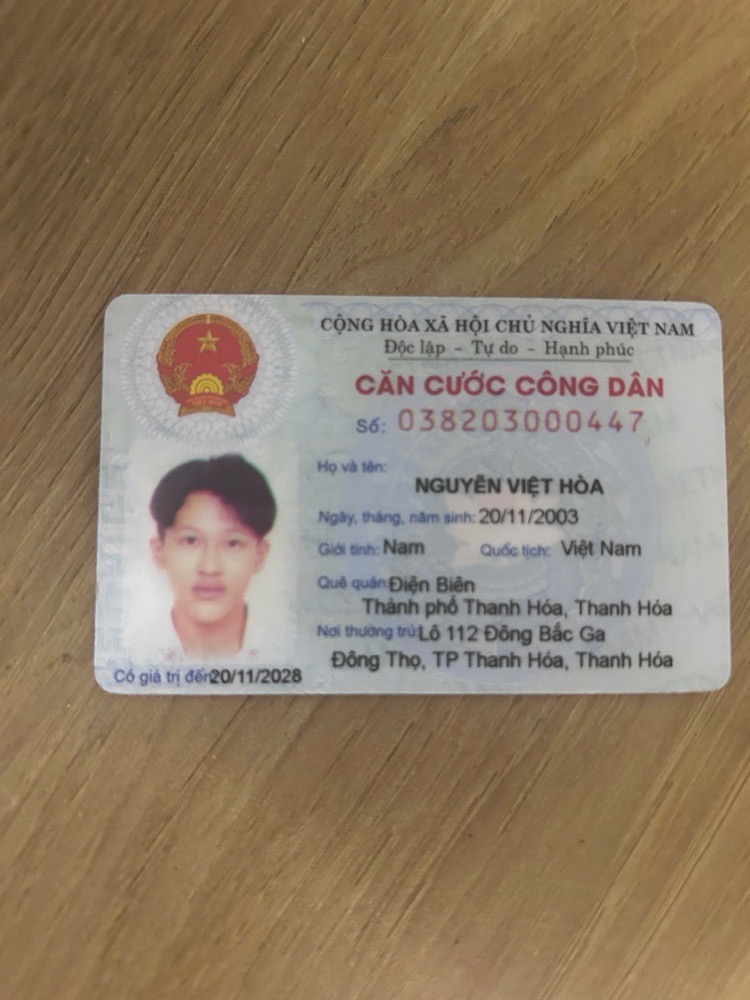 CỘNG HÒA XÃ HỘI CHỦ NGHĨA VIỆT NAM
Độc lập - Tự do - Hạnh phúc
CĂN CƯỚC CÔNG DÂN
Số: 038203000447
Họ và tên:
NGUYỄN VIỆT HÒA
Ngày, tháng, năm sinh: 20/11/2003
Giới tính: Nam Quốc tịch: Việt Nam
Quê quán: Điện Biên
Thành phố Thanh Hóa, Thanh Hóa
Nơi thường trú: Lô 112 Đông Bắc Ga
Đông Thọ, TP Thanh Hóa, Thanh Hóa
Có giá trị đến: 20/11/2028